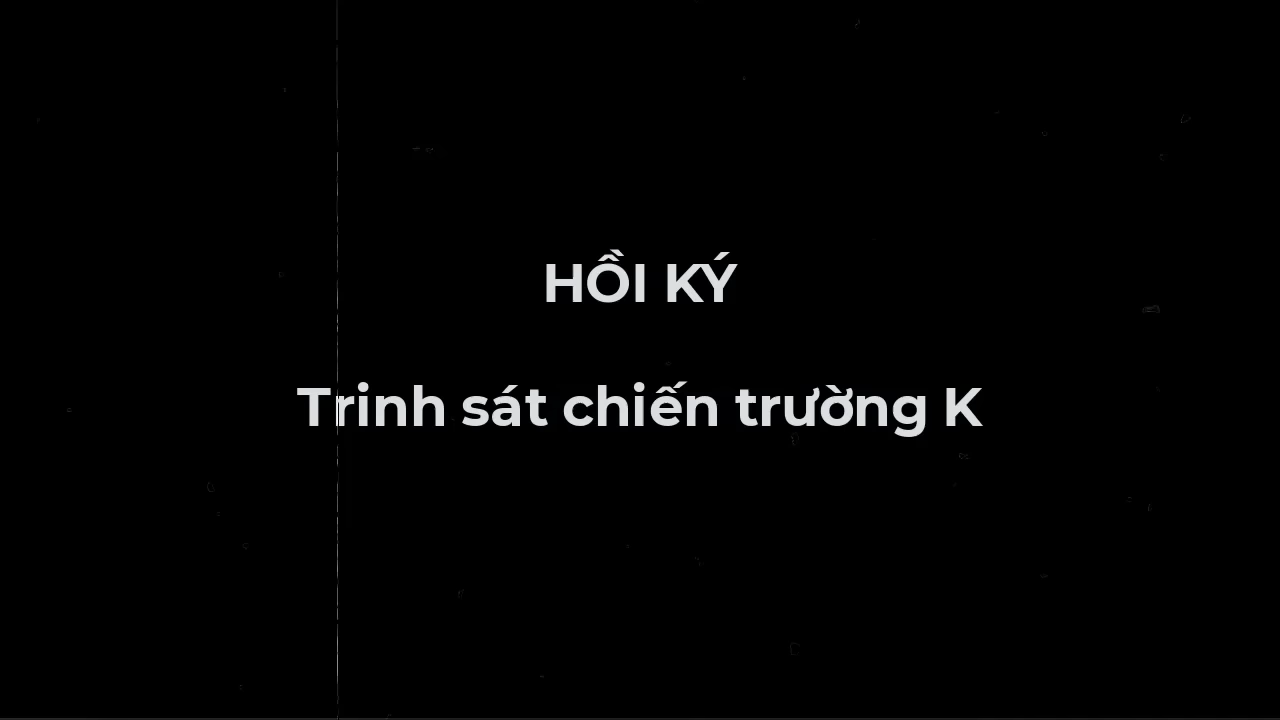 HỒI KÝ
Trinh sát chiến trường K